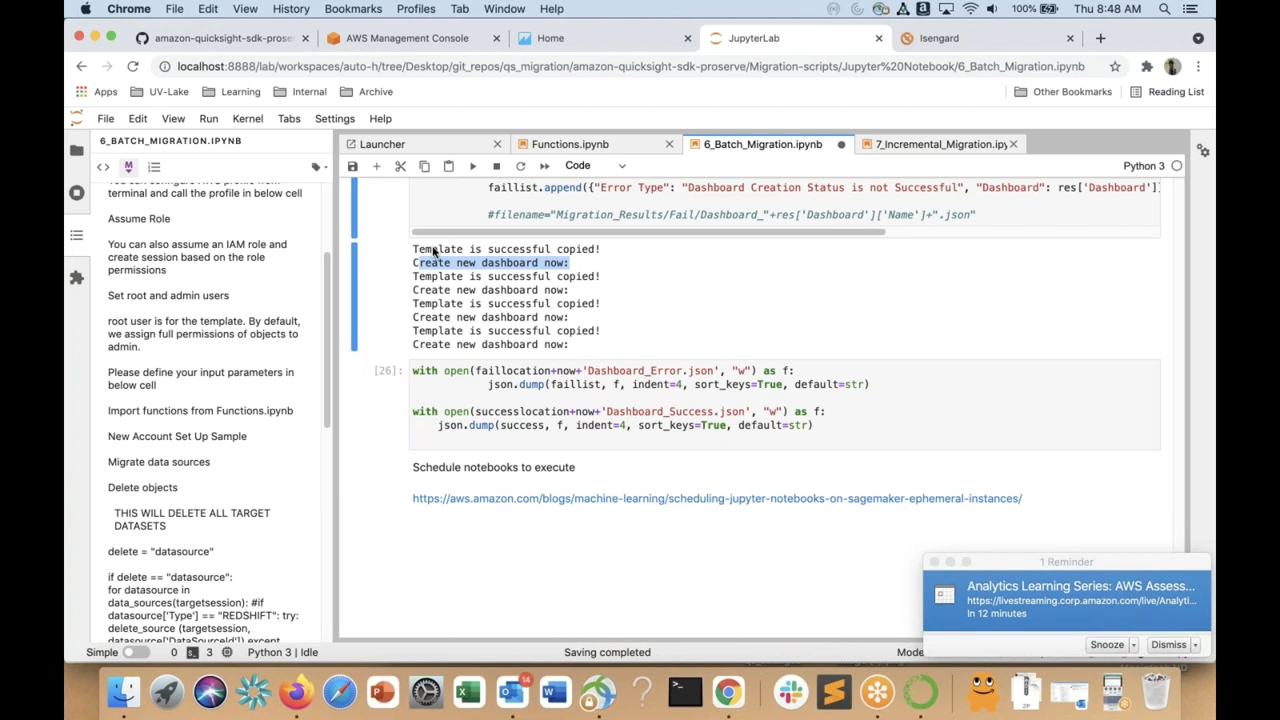 Chrome File Edit View History Bookmarks Profiles Tab Window Help 100% Thu 8:48 AM
amazon-quicksight-sdk-prose AWS Management Console Home JupyterLab Isengard
localhost:8888/lab/workspaces/auto-h/tree/Desktop/git_repos/qs_migration/amazon-quicksight-sdk-proserve/Migration-scripts/Jupyter%20Notebook/6_Batch_Migration.ipynb
Apps UV-Lake Learning Internal Archive Other Bookmarks Reading List
File Edit View Run Kernel Tabs Settings Help
6_BATCH_MIGRATION.IPYNB
Launcher Functions.ipynb 6_Batch_Migration.ipynb 7_Incremental_Migration.ipy
Code Python 3
terminal and call the profile in below cell
Assume Role
You can also assume an IAM role and
create session based on the role
permissions
Set root and admin users
root user is for the template. By default,
we assign full permissions of objects to
admin.
Please define your input parameters in
below cell
Import functions from Functions.ipynb
New Account Set Up Sample
Migrate data sources
Delete objects
THIS WILL DELETE ALL TARGET
DATASETS
delete = "datasource"
if delete == "datasource":
for datasource in
data_sources(targetsession): #if
datasource['Type'] == "REDSHIFT": try:
delete_source (targetsession,
datasource['DataSourceId']) except
faillist.append({"Error Type": "Dashboard Creation Status is not Successful", "Dashboard": res['Dashboard']
#filename="Migration_Results/Fail/Dashboard_"+res['Dashboard']['Name']+".json"
Template is successful copied!
Create new dashboard now:
Template is successful copied!
Create new dashboard now:
Template is successful copied!
Create new dashboard now:
Template is successful copied!
Create new dashboard now:
[26]: with open(faillocation+now+'Dashboard_Error.json', "w") as f:
json.dump(faillist, f, indent=4, sort_keys=True, default=str)
with open(successlocation+now+'Dashboard_Success.json', "w") as f:
json.dump(success, f, indent=4, sort_keys=True, default=str)
Schedule notebooks to execute
https://aws.amazon.com/blogs/machine-learning/scheduling-jupyter-notebooks-on-sagemaker-ephemeral-instances/
1 Reminder
Analytics Learning Series: AWS Assess...
https://livestreaming.corp.amazon.com/live/Analyti...
In 12 minutes
Snooze Dismiss
Simple 0 3 Python 3 | Idle Saving completed Mode
14
ZIP